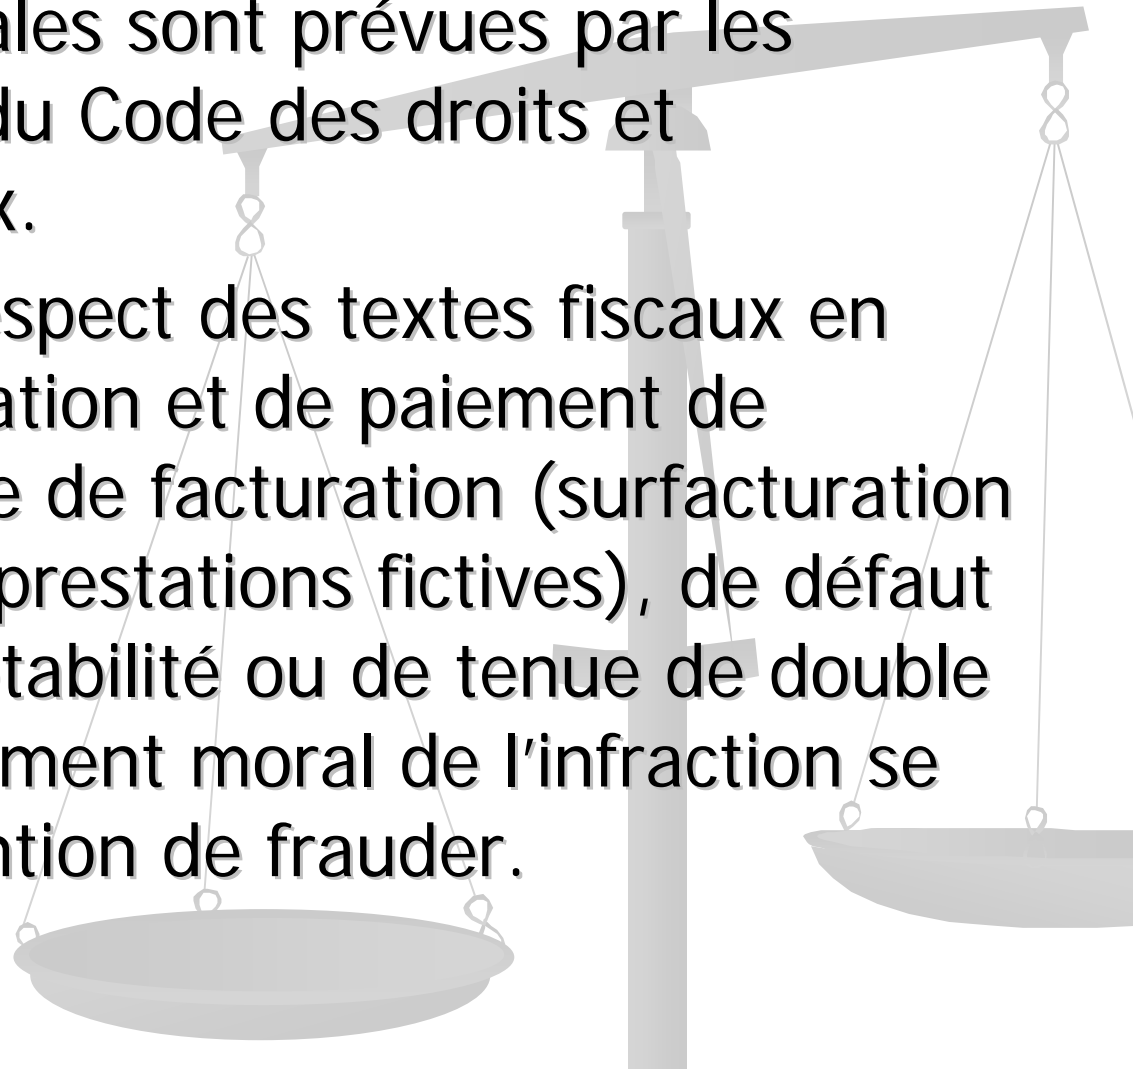 ales sont prévues par les
du Code des droits et
x.
espect des textes fiscaux en
ation et de paiement de
e de facturation (surfacturation
prestations fictives), de défaut
tabilité ou de tenue de double
ment moral de l'infraction se
ntion de frauder.